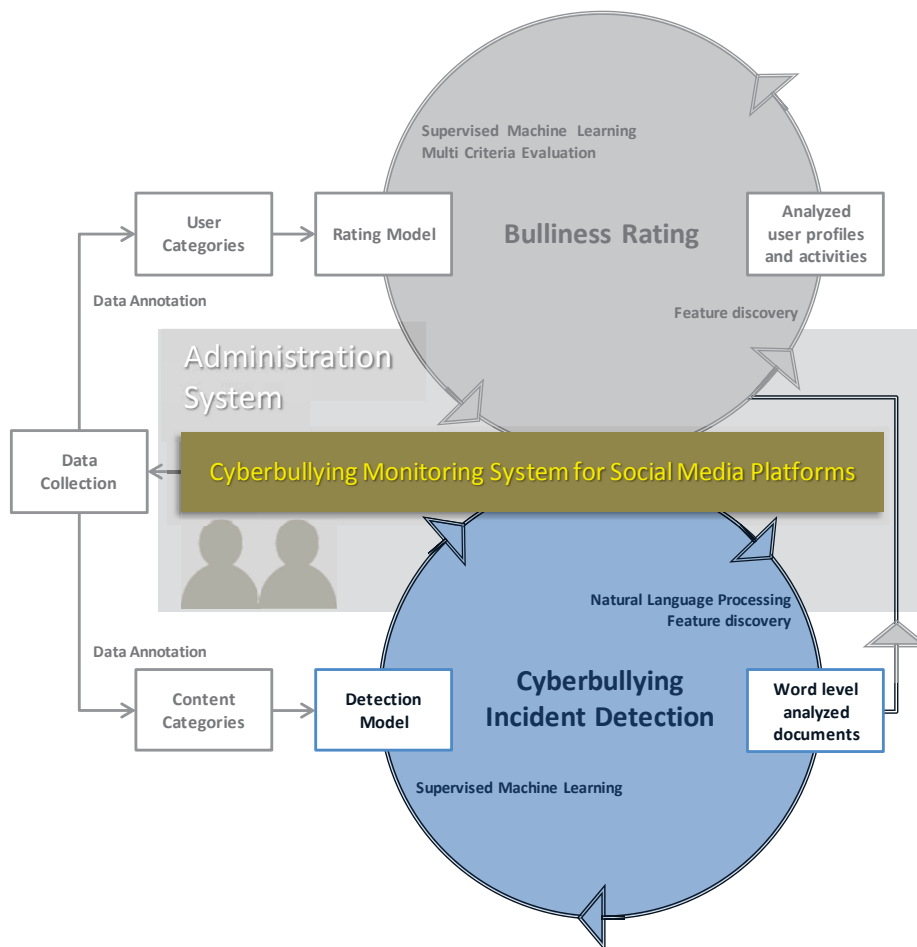 Supervised Machine Learning
Multi Criteria Evaluation
User
Categories
Rating Model
Bulliness Rating
Analyzed
user profiles
and activities
Data Annotation
Feature discovery
Administration
System
Data
Collection
Cyberbullying Monitoring System for Social Media Platforms
Natural Language Processing
Feature discovery
Data Annotation
Content
Categories
Detection
Model
Cyberbullying
Incident Detection
Word level
analyzed
documents
Supervised Machine Learning